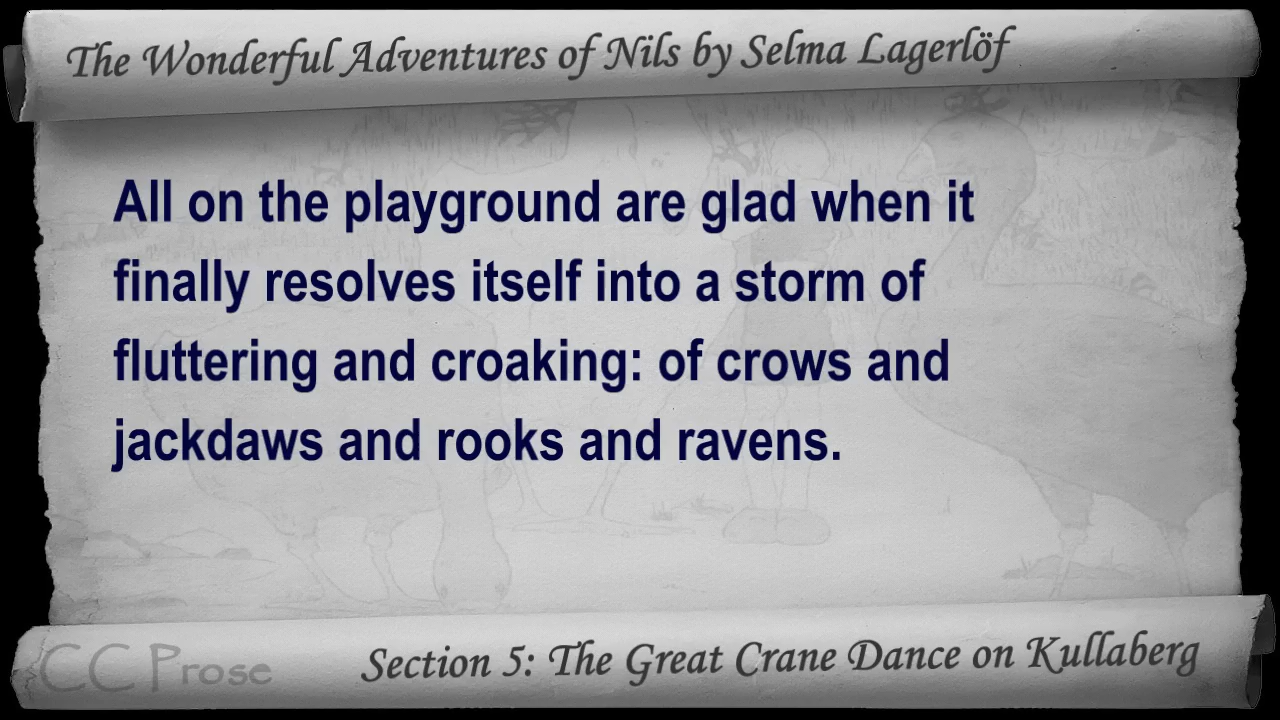 The Wonderful Adventures of Nils by Selma Lagerlöf
All on the playground are glad when it
finally resolves itself into a storm of
fluttering and croaking: of crows and
jackdaws and rooks and ravens.
CC Prose
Section 5: The Great Crane Dance on Kullaberg